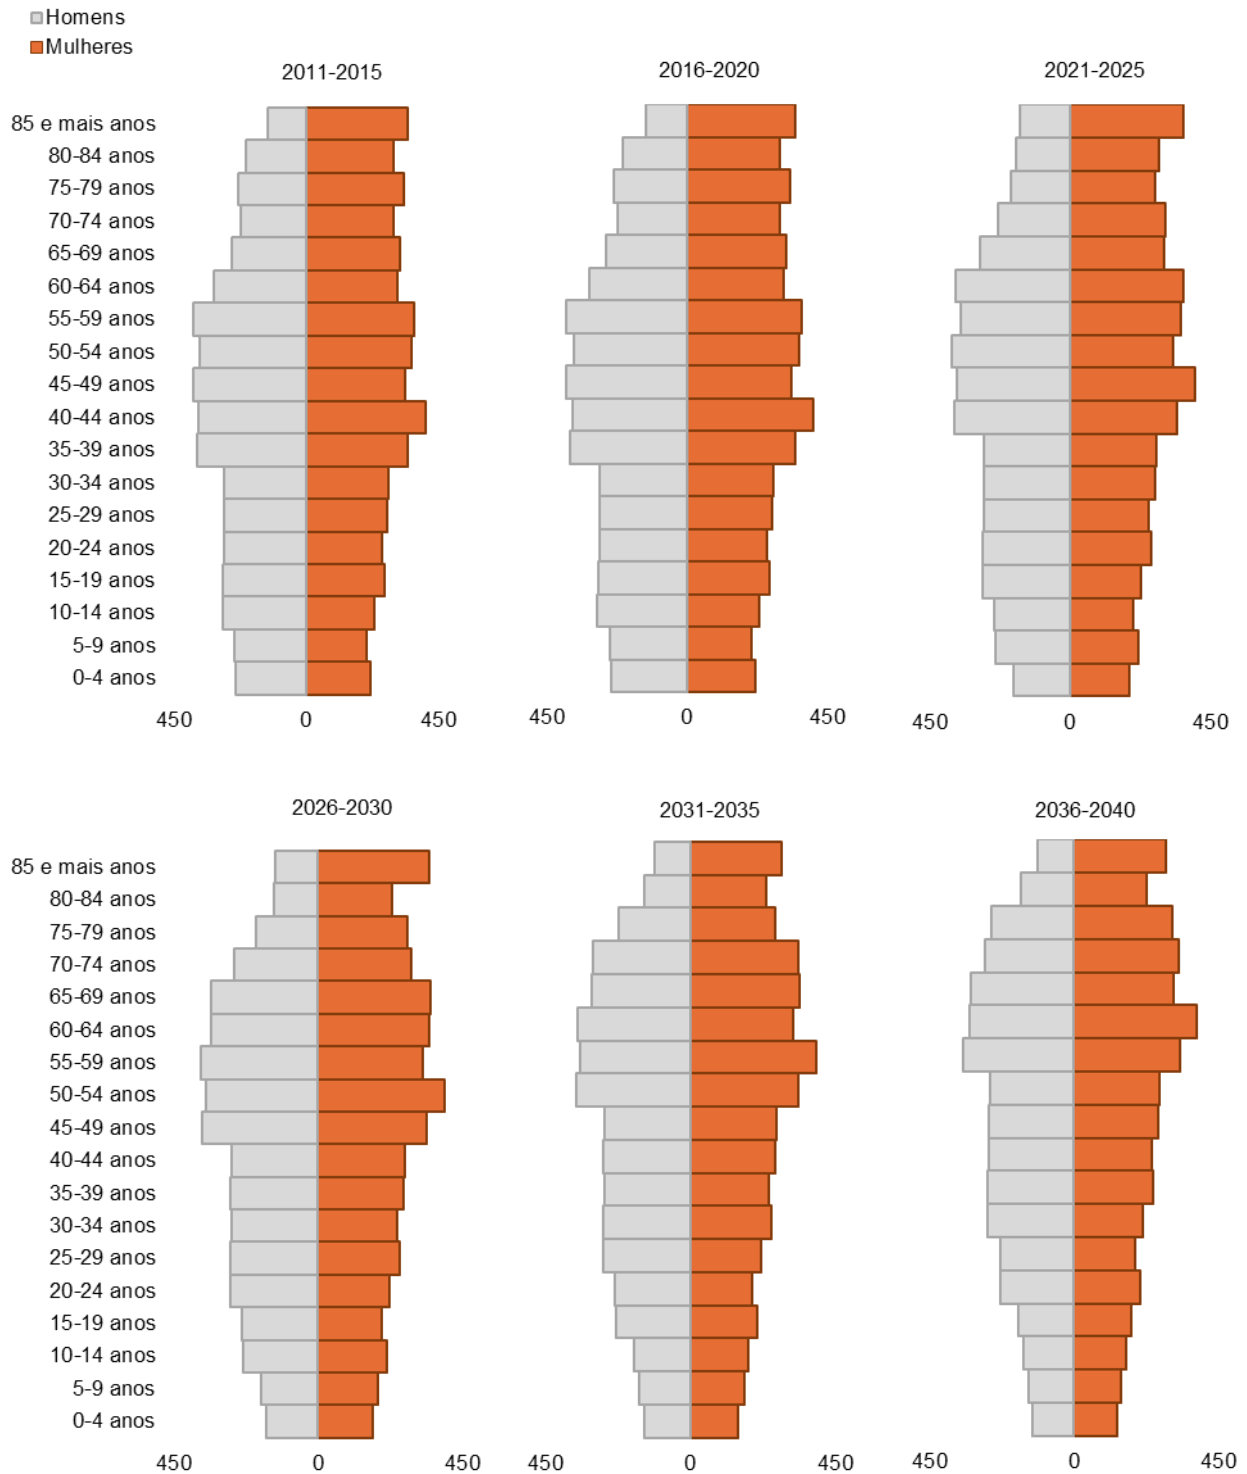 Homens
Mulheres
2011-2015
2016-2020
2021-2025
85 e mais anos
80-84 anos
75-79 anos
70-74 anos
65-69 anos
60-64 anos
55-59 anos
50-54 anos
45-49 anos
40-44 anos
35-39 anos
30-34 anos
25-29 anos
20-24 anos
15-19 anos
10-14 anos
5-9 anos
0-4 anos
450 0 450
450 0 450
450 0 450
2026-2030
2031-2035
2036-2040
85 e mais anos
80-84 anos
75-79 anos
70-74 anos
65-69 anos
60-64 anos
55-59 anos
50-54 anos
45-49 anos
40-44 anos
35-39 anos
30-34 anos
25-29 anos
20-24 anos
15-19 anos
10-14 anos
5-9 anos
0-4 anos
450 0 450
450 0 450
450 0 450